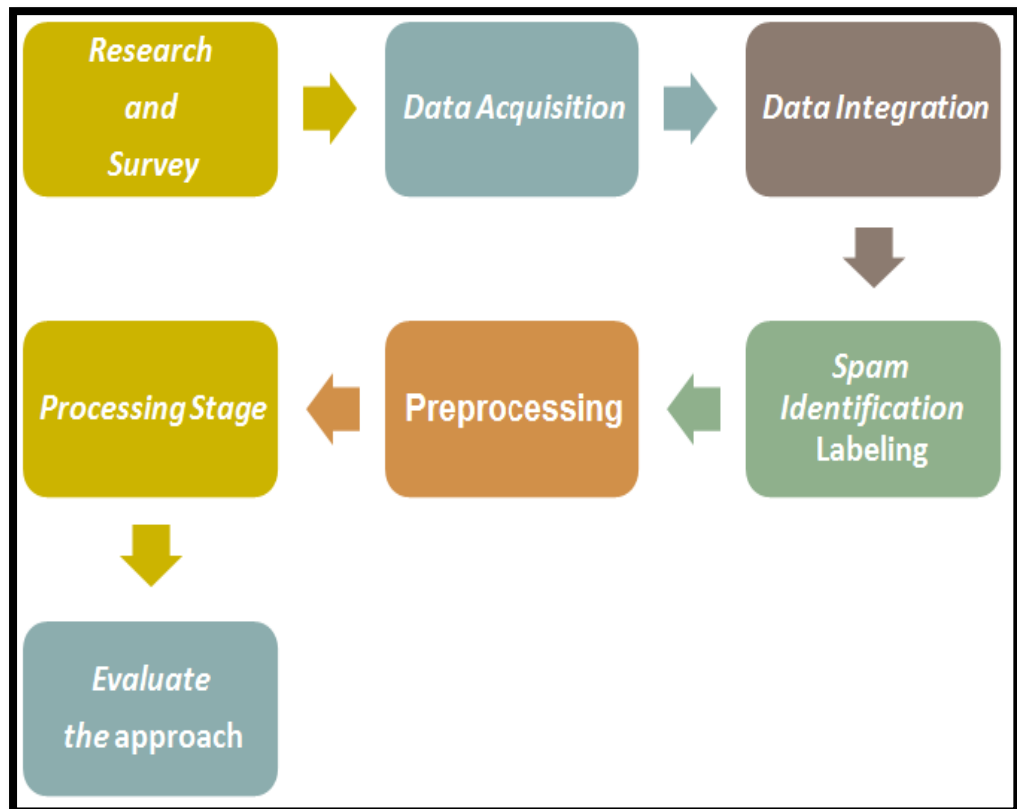 Research
and
Survey
Data Acquisition
Data Integration
Spam
Identification
Labeling
Preprocessing
Processing Stage
Evaluate
the approach